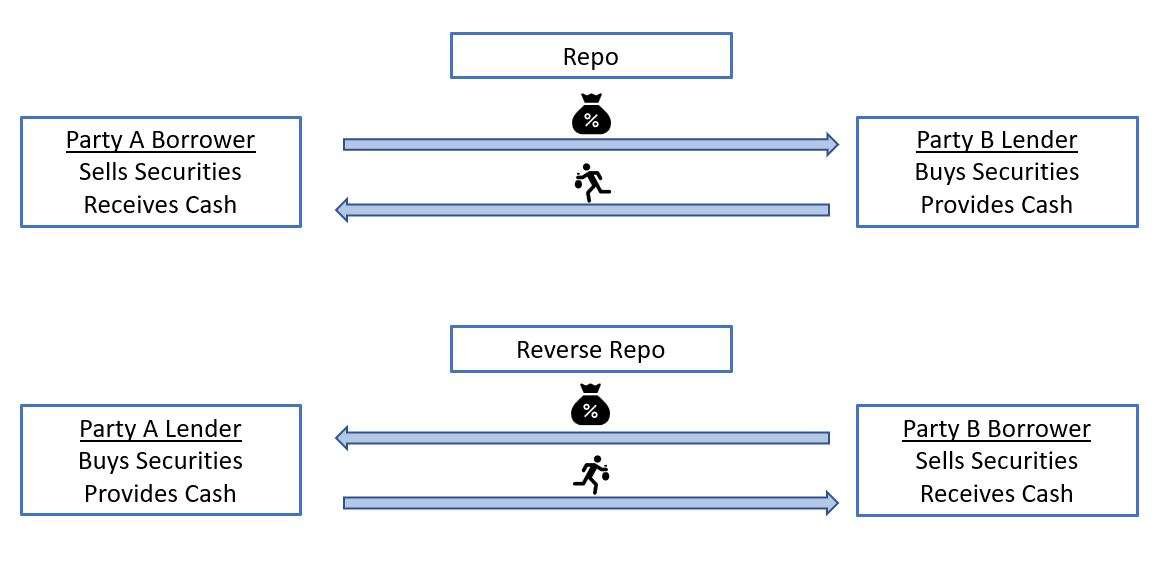 Repo
%
Party A Borrower
Sells Securities
Receives Cash
Party B Lender
Buys Securities
Provides Cash
Reverse Repo
%
Party A Lender
Buys Securities
Provides Cash
Party B Borrower
Sells Securities
Receives Cash